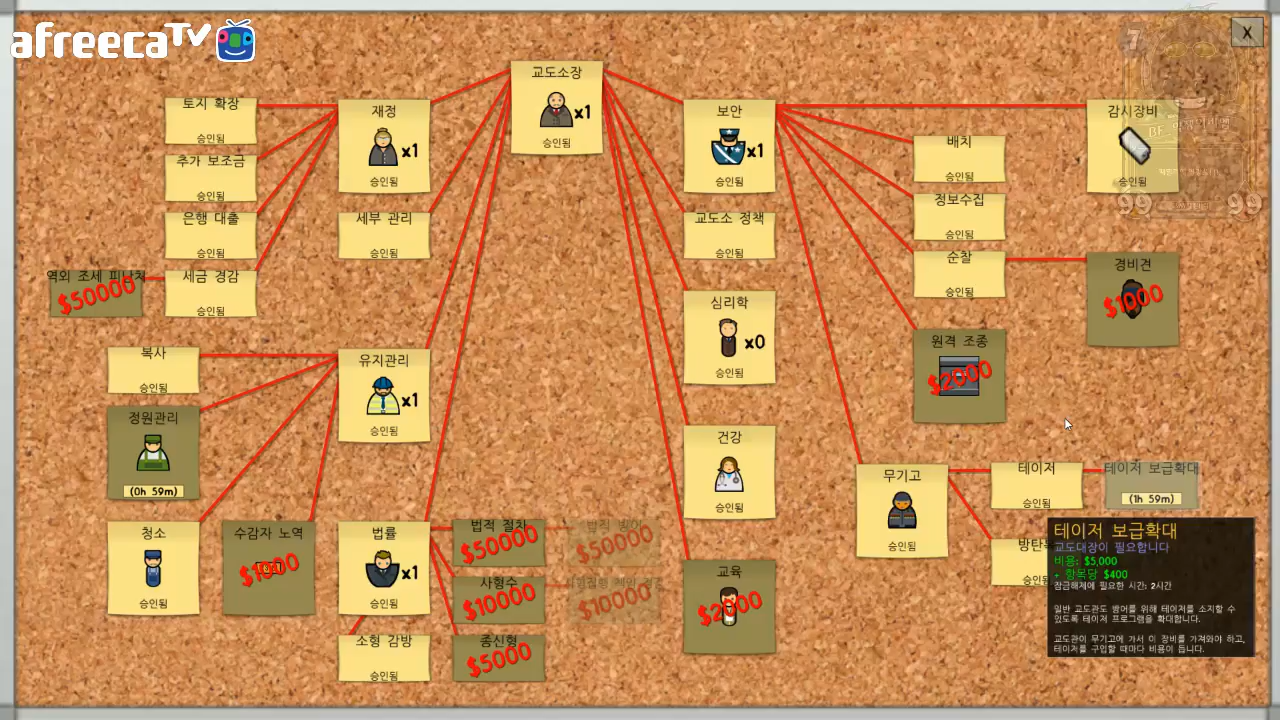 afreecaTV
X
교도소장
x1
승인됨
토지 확장
승인됨
재정
x1
승인됨
보안
x1
승인됨
감시장비
승인됨
배치
승인됨
추가 보조금
승인됨
정보수집
승인됨
은행 대출
승인됨
세부 관리
승인됨
교도소 정책
승인됨
순찰
승인됨
경비견
$1000
$50000
세금 경감
승인됨
심리학
x0
승인됨
원격 조종
$2000
복사
승인됨
유지관리
x1
승인됨
정원관리
(0h 59m)
건강
승인됨
무기고
승인됨
테이저
승인됨
테이저 보급확대
(1h 59m)
청소
승인됨
수감자 노역
$1000
법률
x1
승인됨
법적 절차
$50000
$50000
사형수
$10000
$10000
교육
$2000
소형 감방
승인됨
종신형
$5000
테이저 보급확대
교도대장이 필요합니다
비용: $5,000
+ 항목당 $400
잠금해제에 필요한 시간: 2시간
일반 교도관도 방어를 위해 테이저를 소지할 수
있도록 테이저 프로그램을 확대합니다.
교도관이 무기고에 가서 이 장비를 가져와야 하고,
테이저를 구입할 때마다 비용이 듭니다.